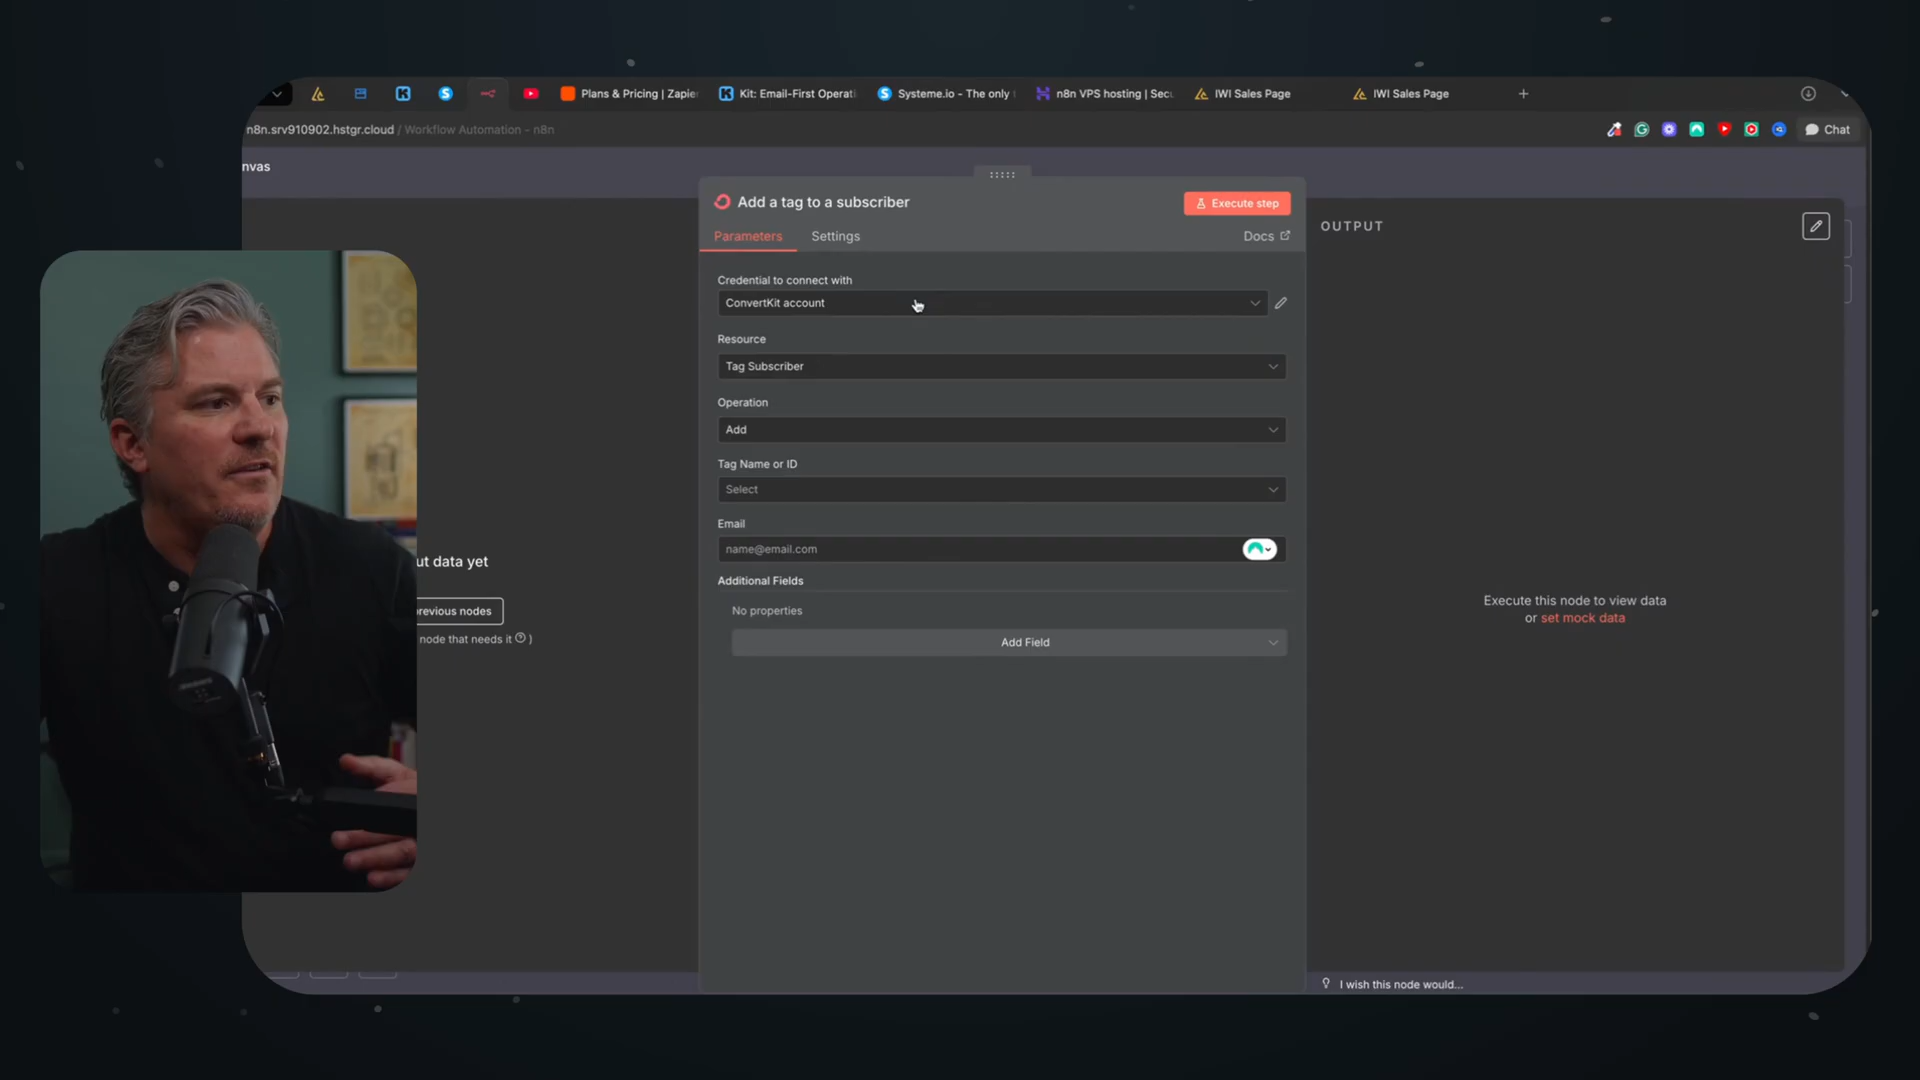 Plans & Pricing | Zapie
Kit: Email-First Operati
Systeme.io - The only
n8n VPS hosting | Sec
IWI Sales Page
IWI Sales Page
n8n.srv910902.hstgr.cloud / Workflow Automation - n8n
Chat
nvas
Add a tag to a subscriber
Execute step
Parameters
Settings
Docs
OUTPUT
Credential to connect with
ConvertKit account
Resource
Tag Subscriber
Operation
Add
Tag Name or ID
Select
Email
name@email.com
Additional Fields
No properties
Add Field
ut data yet
revious nodes
node that needs it ? )
Execute this node to view data
or set mock data
I wish this node would...